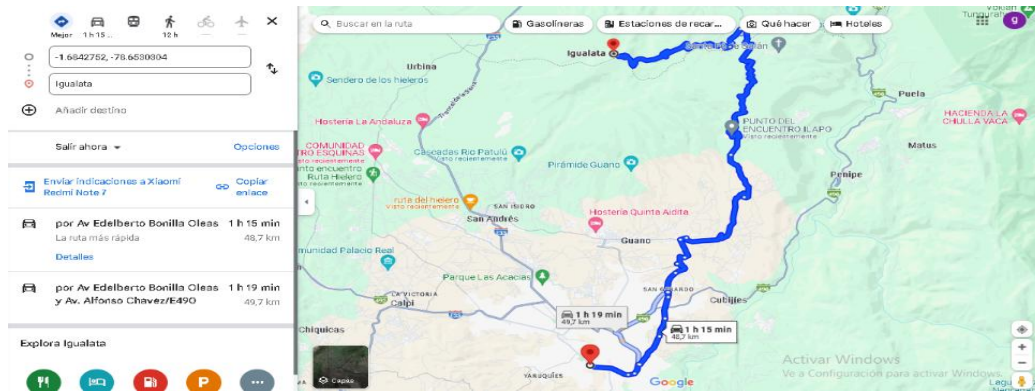 Mejor
1 h 15 ...
12 h
-1.6842752, -78.6530304
Igualata
Añadir destino
Salir ahora
Opciones
Enviar indicaciones a Xiaomi
Redmi Note 7
Copiar
enlace
por Av Edelberto Bonilla Oleas
1 h 15 min
La ruta más rápida
48,7 km
Detalles
por Av Edelberto Bonilla Oleas
1 h 19 min
y Av. Alfonso Chavez/E490
49,7 km
Explora Igualata
Buscar en la ruta
Gasolineras
Estaciones de recar...
Qué hacer
Hoteles
g
Igualata
Urbina
Sendero de los hieleros
Puela
Hostería La Andaluza
HACIENDA LA
CHULLA VACA
PUNTO DEL
ENCUENTRO ILAPO
Visto recientemente
Matus
COMUNIDAD
Cascadas Rio Patulú
Visto recientemente
Pirámide Guano
Penipe
Ruta Hielero
ruta del hielero
Visto recientemente
SAN ISIDRO
San Andrés
Hostería Quinta Aidita
Guano
Parque Las Acacias
LA VICTORIA
Calpi
SAN GERARDO
Cubijíes
1 h 19 min
49,7 km
1 h 15 min
48,7 km
Chiquicas
YARUQUÍES
Capas
Google
Activar Windows
Ve a Configuración para activar Windows.